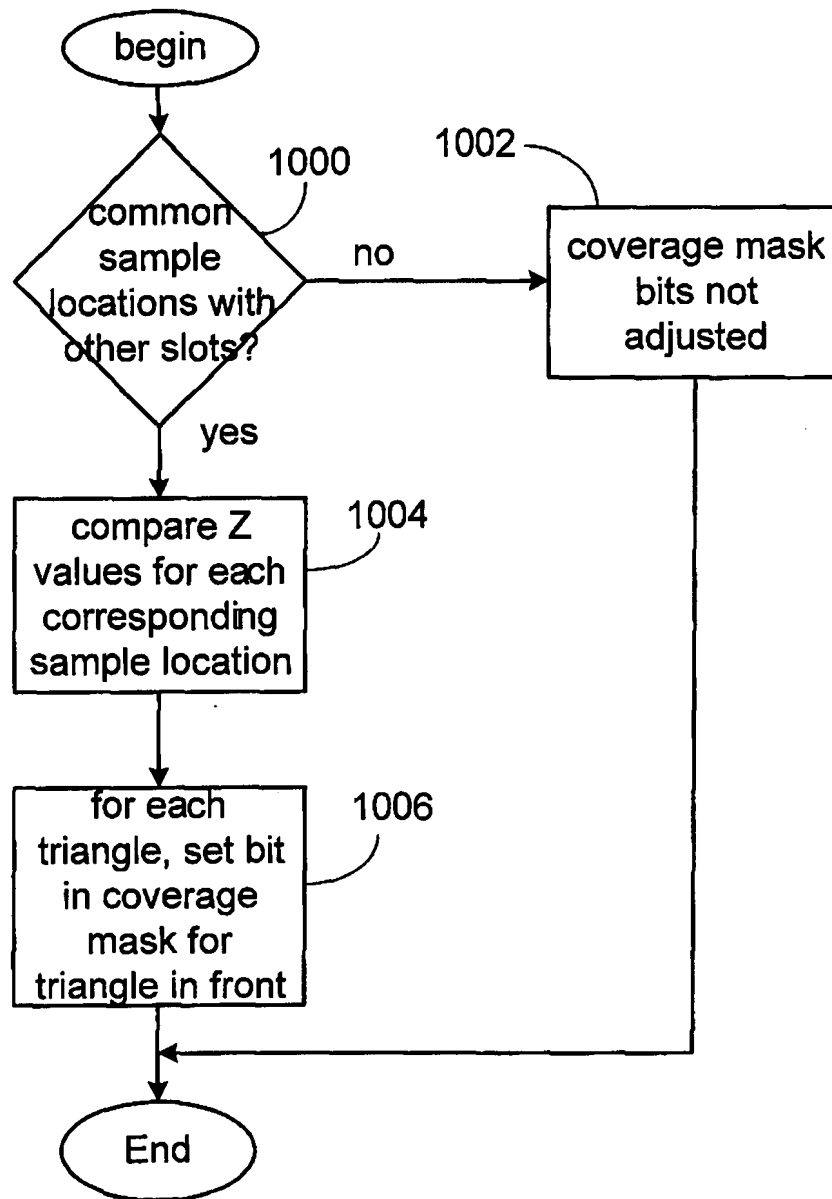 begin
1000
common
sample
locations with
other slots?
no
1002
coverage mask
bits not
adjusted
yes
1004
compare Z
values for each
corresponding
sample location
1006
for each
triangle, set bit
in coverage
mask for
triangle in front
End